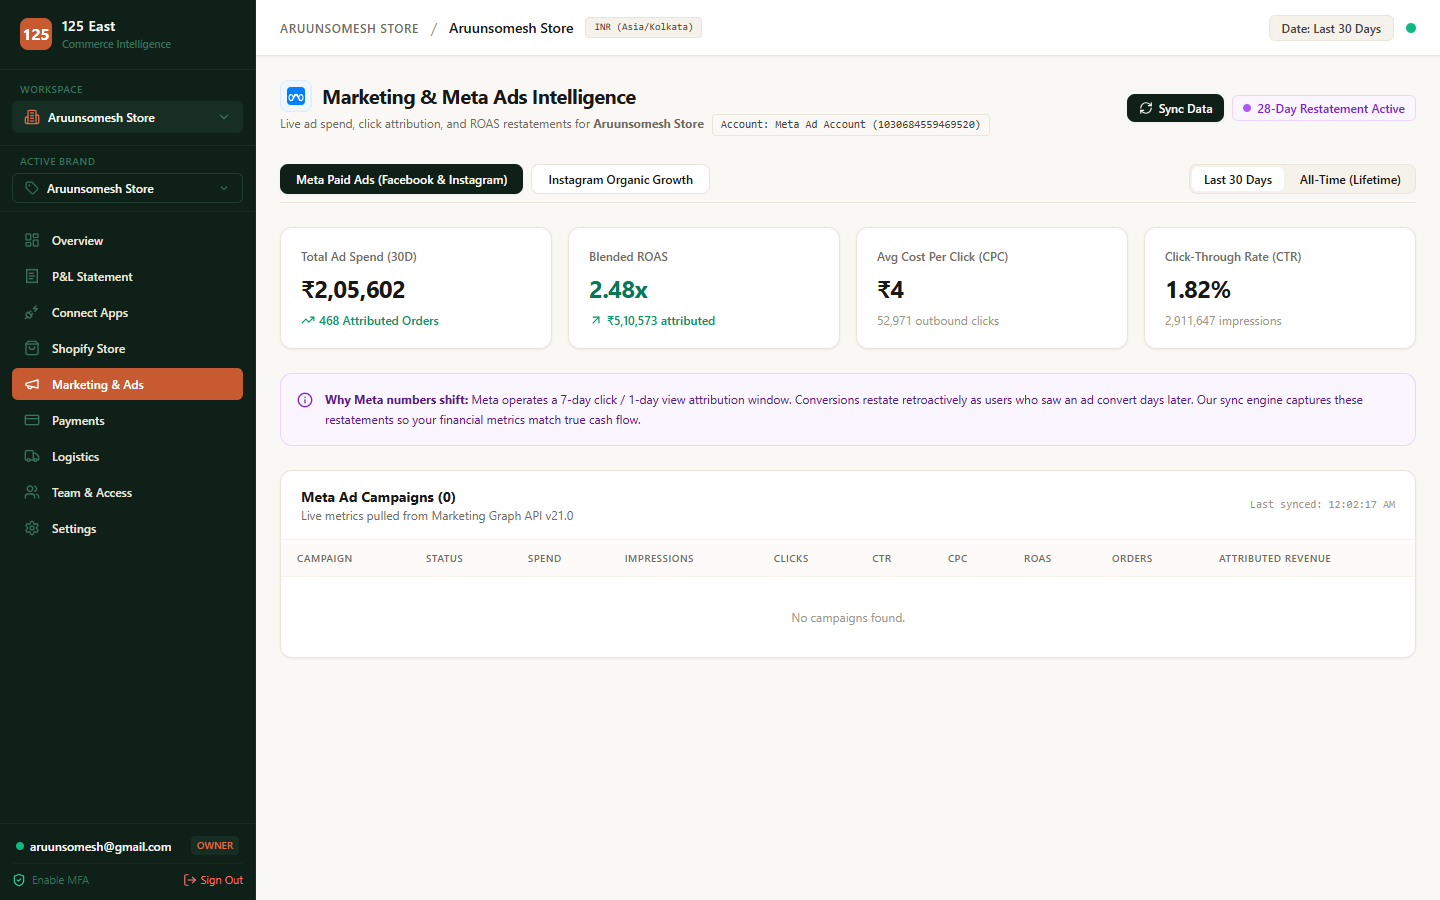 125
125 East
Commerce Intelligence
WORKSPACE
Aruunsomesh Store
ACTIVE BRAND
Aruunsomesh Store
Overview
P&L Statement
Connect Apps
Shopify Store
Marketing & Ads
Payments
Logistics
Team & Access
Settings
aruunsomesh@gmail.com OWNER
Enable MFA Sign Out
ARUUNSOMESH STORE / Aruunsomesh Store INR (Asia/Kolkata) Date: Last 30 Days
Marketing & Meta Ads Intelligence
Live ad spend, click attribution, and ROAS restatements for Aruunsomesh Store Account: Meta Ad Account (1030684559469520)
Sync Data 28-Day Restatement Active
Meta Paid Ads (Facebook & Instagram) Instagram Organic Growth Last 30 Days All-Time (Lifetime)
Total Ad Spend (30D)
₹2,05,602
468 Attributed Orders
Blended ROAS
2.48x
₹5,10,573 attributed
Avg Cost Per Click (CPC)
₹4
52,971 outbound clicks
Click-Through Rate (CTR)
1.82%
2,911,647 impressions
Why Meta numbers shift: Meta operates a 7-day click / 1-day view attribution window. Conversions restate retroactively as users who saw an ad convert days later. Our sync engine captures these
restatements so your financial metrics match true cash flow.
Meta Ad Campaigns (0)
Live metrics pulled from Marketing Graph API v21.0
Last synced: 12:02:17 AM
CAMPAIGN STATUS SPEND IMPRESSIONS CLICKS CTR CPC ROAS ORDERS ATTRIBUTED REVENUE
No campaigns found.